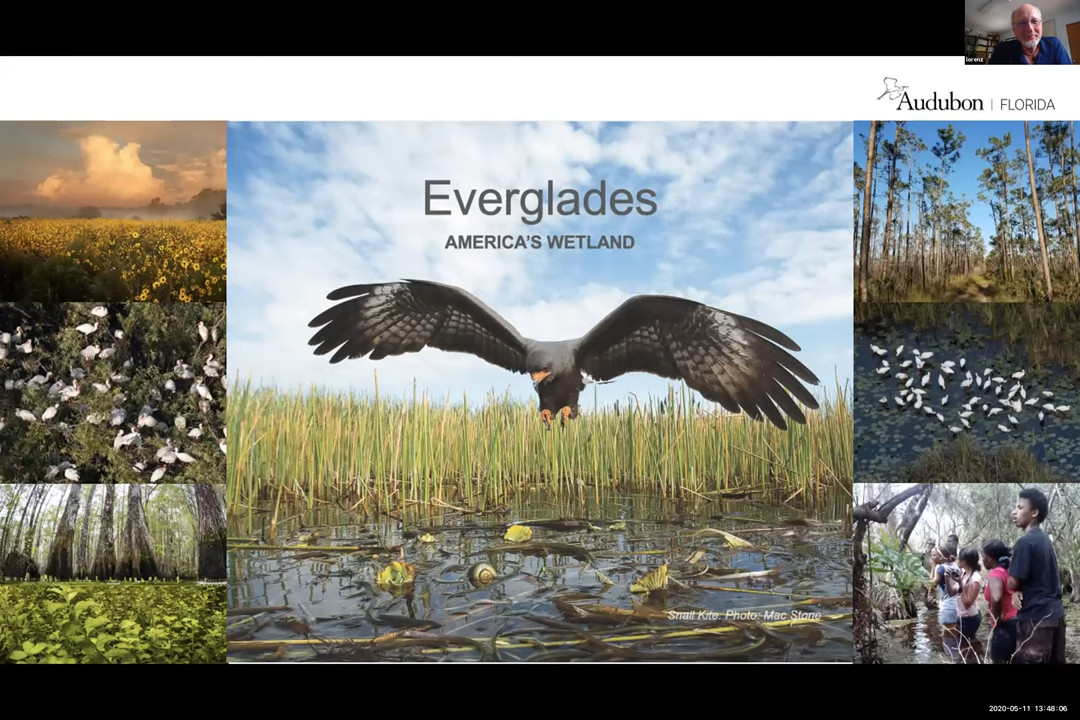 lorenz
Audubon | FLORIDA
Everglades
AMERICA'S WETLAND
Snail Kite. Photo: Mac Stone
2020-05-11 13:48:06